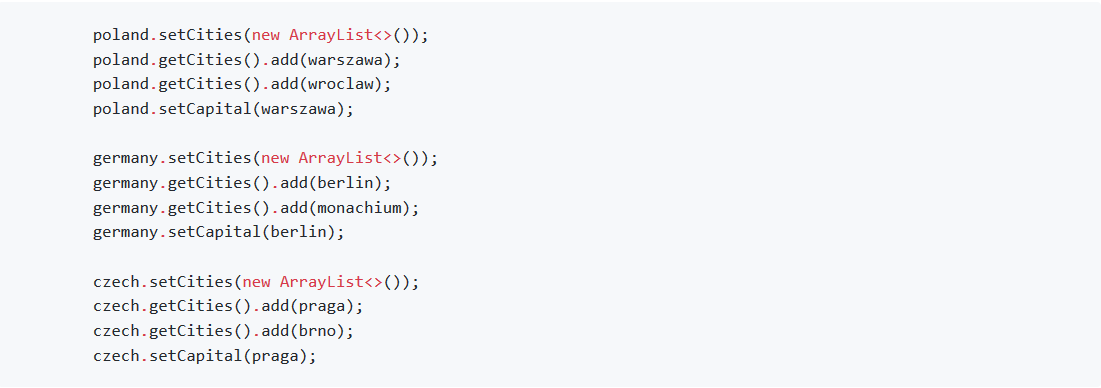 poland.setCities(new ArrayList<>());
poland.getCities().add(warszawa);
poland.getCities().add(wroclaw);
poland.setCapital(warszawa);
germany.setCities(new ArrayList<>());
germany.getCities().add(berlin);
germany.getCities().add(monachium);
germany.setCapital(berlin);
czech.setCities(new ArrayList<>());
czech.getCities().add(praga);
czech.getCities().add(brno);
czech.setCapital(praga);